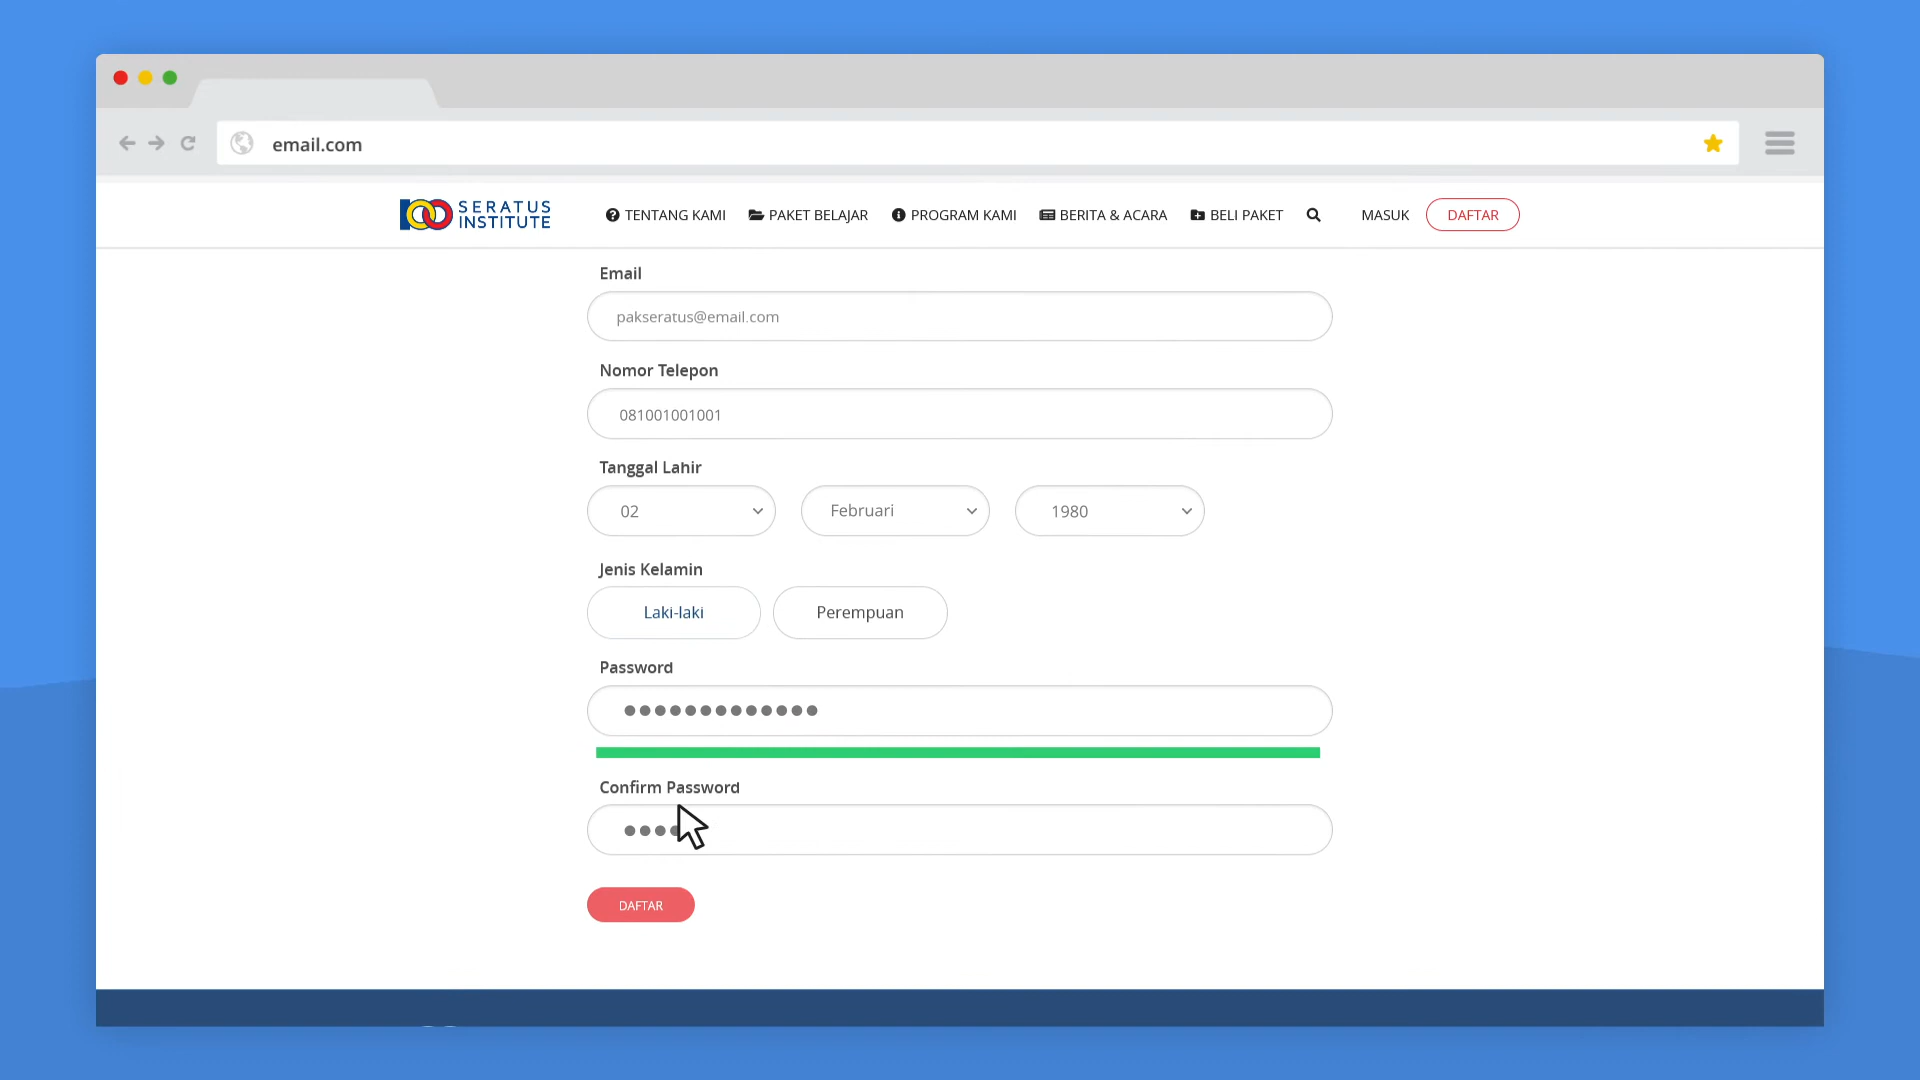 email.com
SERATUS
INSTITUTE
TENTANG KAMI PAKET BELAJAR PROGRAM KAMI BERITA & ACARA BELI PAKET MASUK DAFTAR
Email
pakseratus@email.com
Nomor Telepon
081001001001
Tanggal Lahir
02 Februari 1980
Jenis Kelamin
Laki-laki Perempuan
Password
Confirm Password
DAFTAR